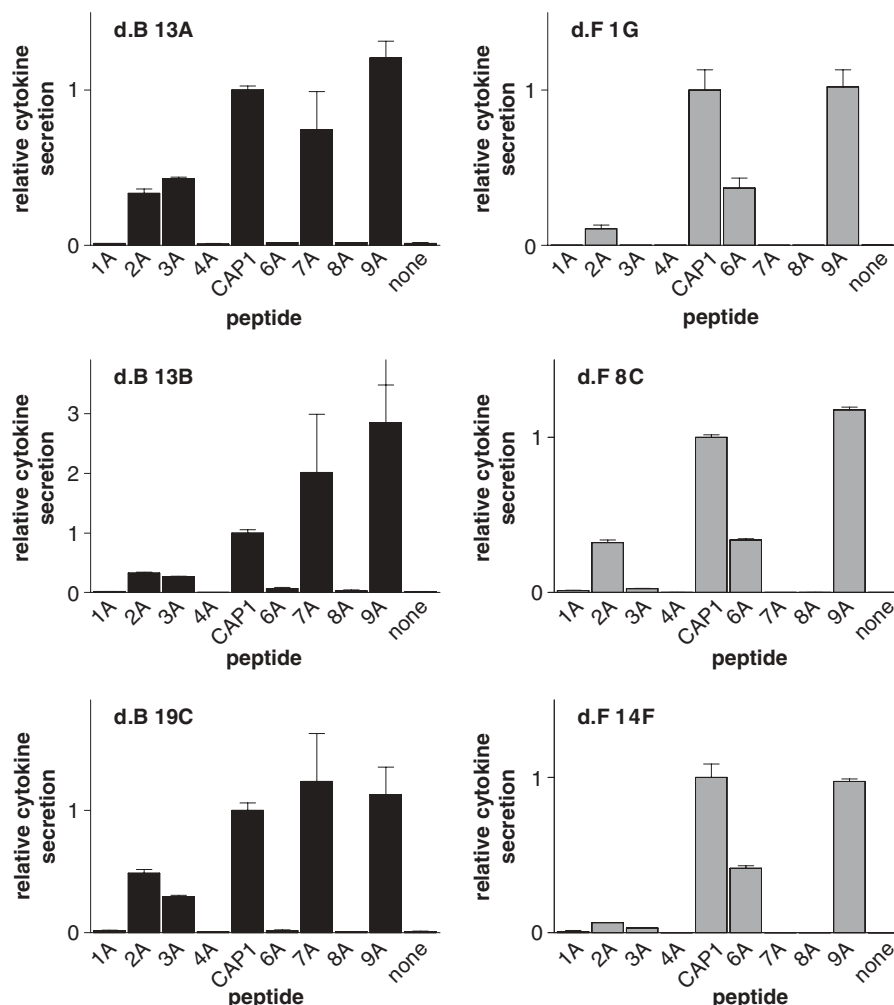 d.B 13A
relative cytokine
secretion
1
0
1A 2A 3A 4A CAP1 6A 7A 8A 9A none
peptide
d.F 1G
relative cytokine
secretion
1
0
1A 2A 3A 4A CAP1 6A 7A 8A 9A none
peptide
d.B 13B
relative cytokine
secretion
3
2
1
0
1A 2A 3A 4A CAP1 6A 7A 8A 9A none
peptide
d.F 8C
relative cytokine
secretion
1
0
1A 2A 3A 4A CAP1 6A 7A 8A 9A none
peptide
d.B 19C
relative cytokine
secretion
1
0
1A 2A 3A 4A CAP1 6A 7A 8A 9A none
peptide
d.F 14F
relative cytokine
secretion
1
0
1A 2A 3A 4A CAP1 6A 7A 8A 9A none
peptide